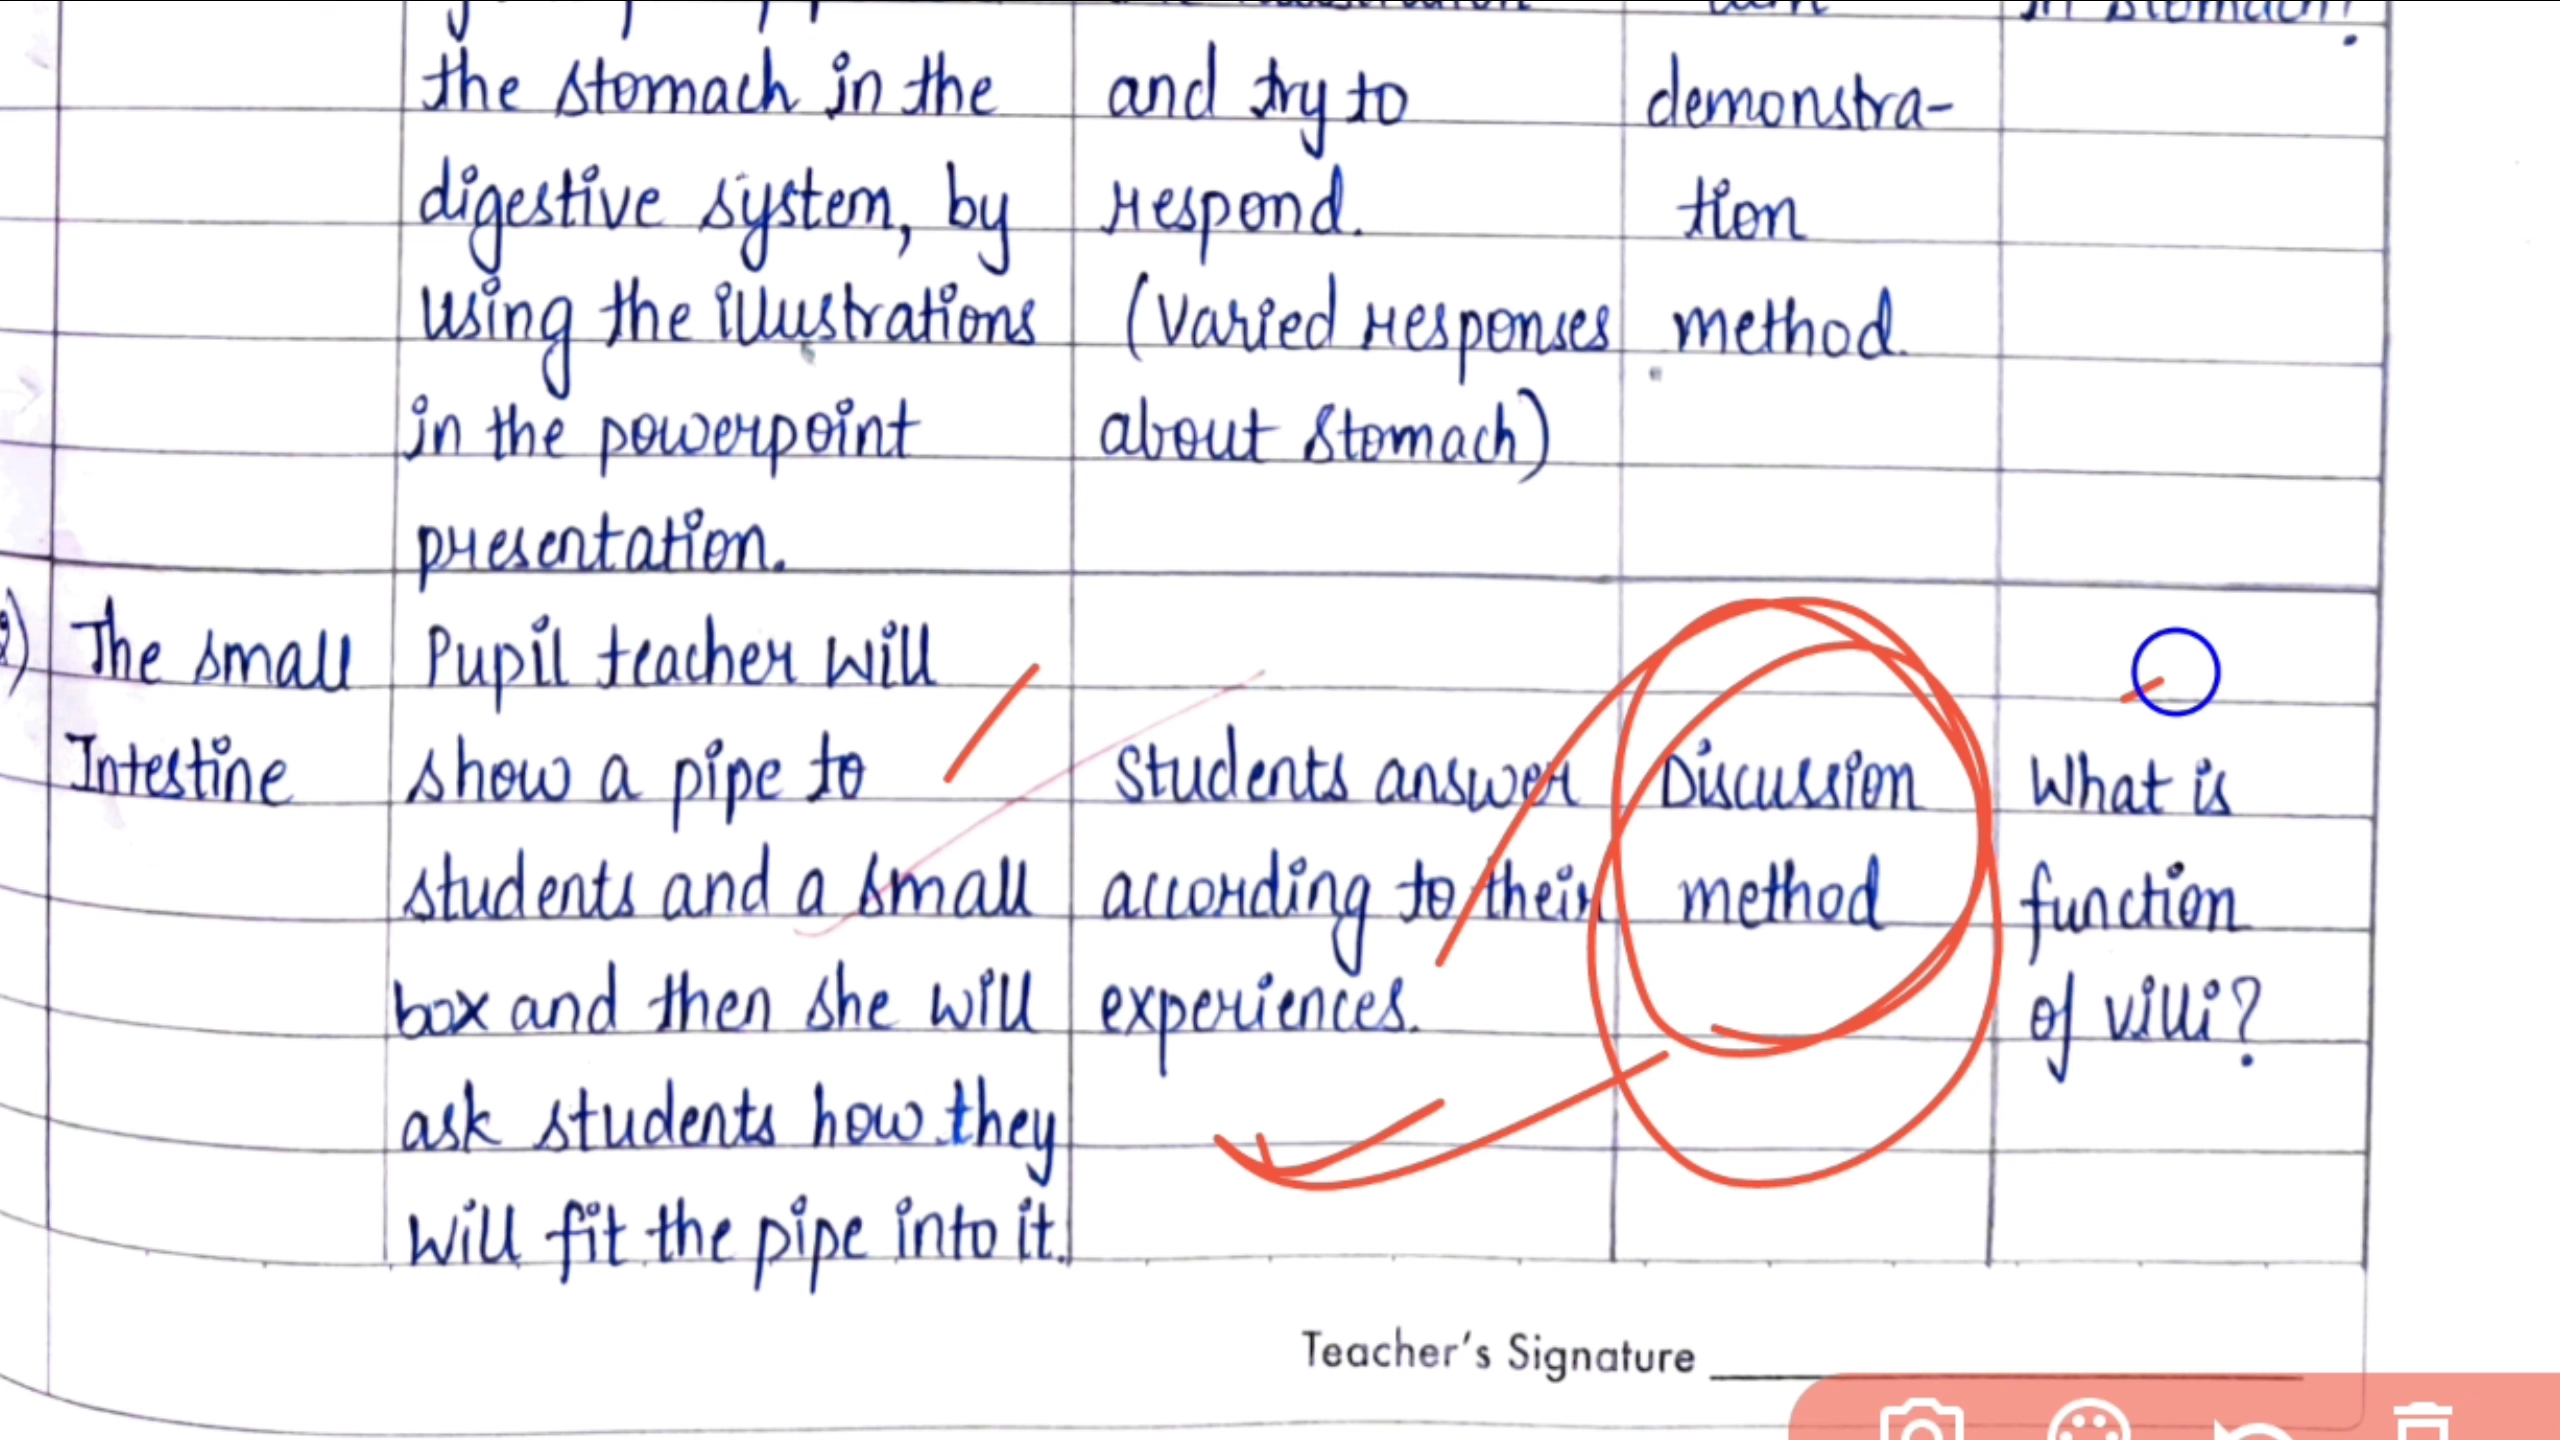 in stomach?
the stomach in the
and try to
demonstra-
digestive system, by
respond.
tion
using the illustrations
(Varied responses
method.
in the powerpoint
about stomach)
presentation.
The small
Pupil teacher will
Intestine
show a pipe to
Students answer
Discussion
What is
students and a small
according to their
method
function
box and then she will
experiences.
of villi?
ask students how they
will fit the pipe into it.
Teacher's Signature